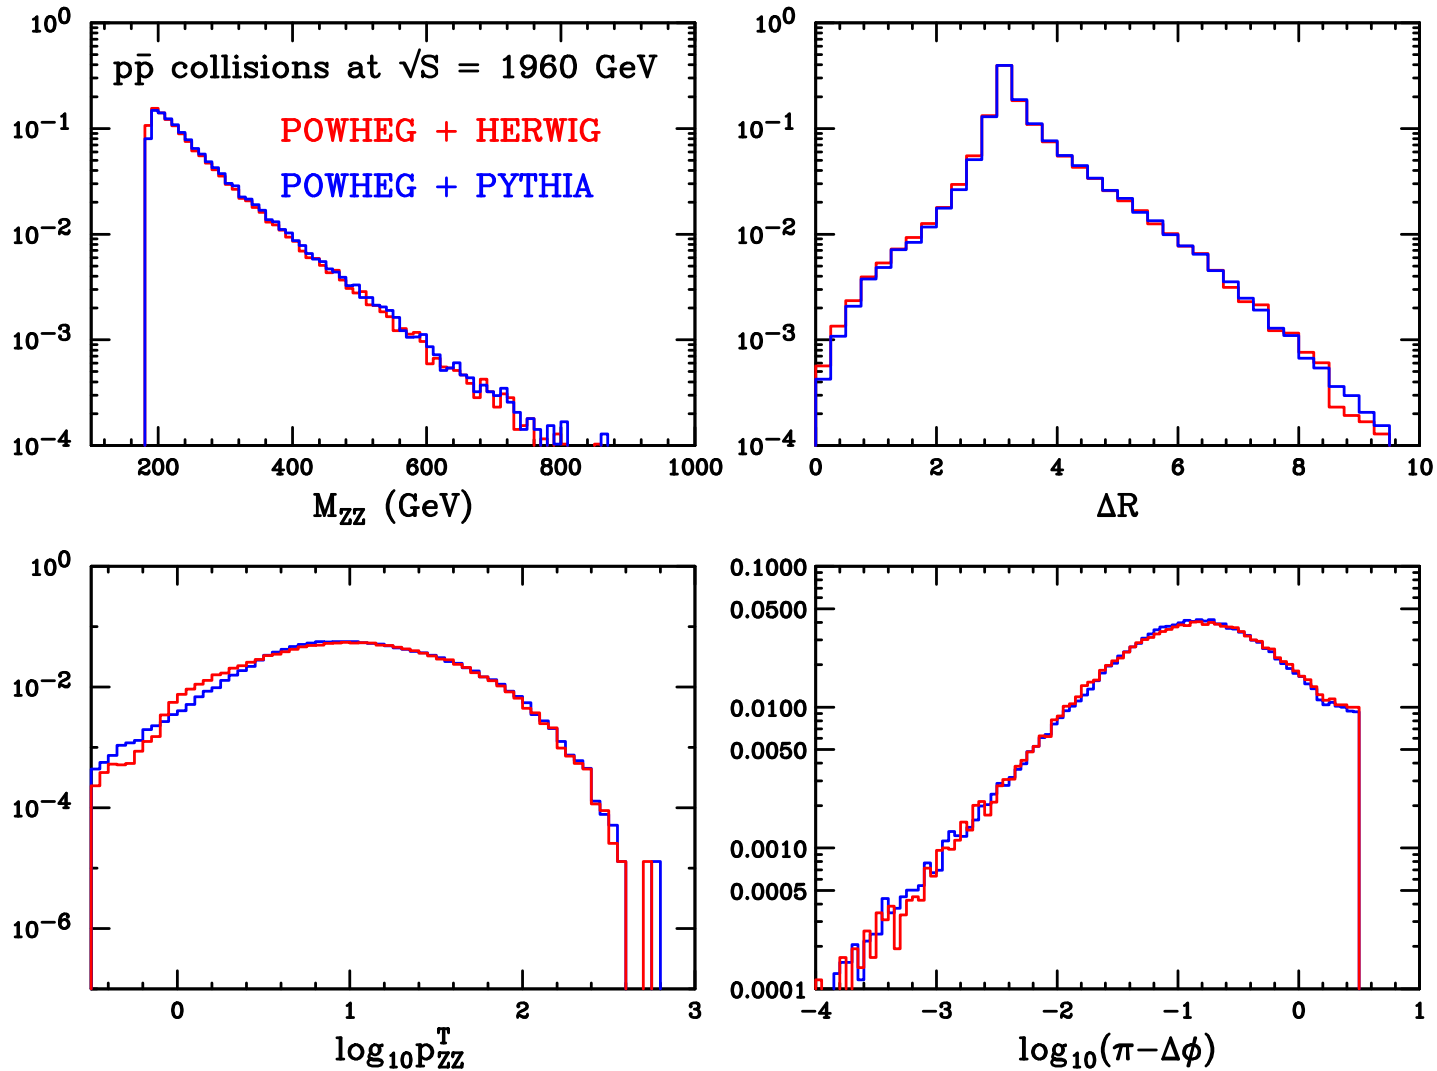 10⁰
pp̄ collisions at √S = 1960 GeV
10⁻¹
POWHEG + HERWIG
POWHEG + PYTHIA
10⁻²
10⁻³
10⁻⁴
200 400 600 800 1000
M_ZZ (GeV)
10⁰
10⁻¹
10⁻²
10⁻³
10⁻⁴
0 2 4 6 8 10
ΔR
10⁰
10⁻²
10⁻⁴
10⁻⁶
0 1 2 3
log₁₀p_ZZ^T
0.1000
0.0500
0.0100
0.0050
0.0010
0.0005
0.0001
−4 −3 −2 −1 0 1
log₁₀(π−Δϕ)